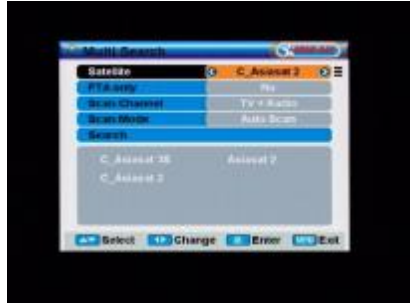 Multi Search
Satellite C_Asiasat 2
FTA only No
Scan Channel TV + Radio
Scan Mode Auto Scan
Search
C_Asiasat 3S Asiasat 2
C_Asiasat 2
Select Change Enter MENU Exit